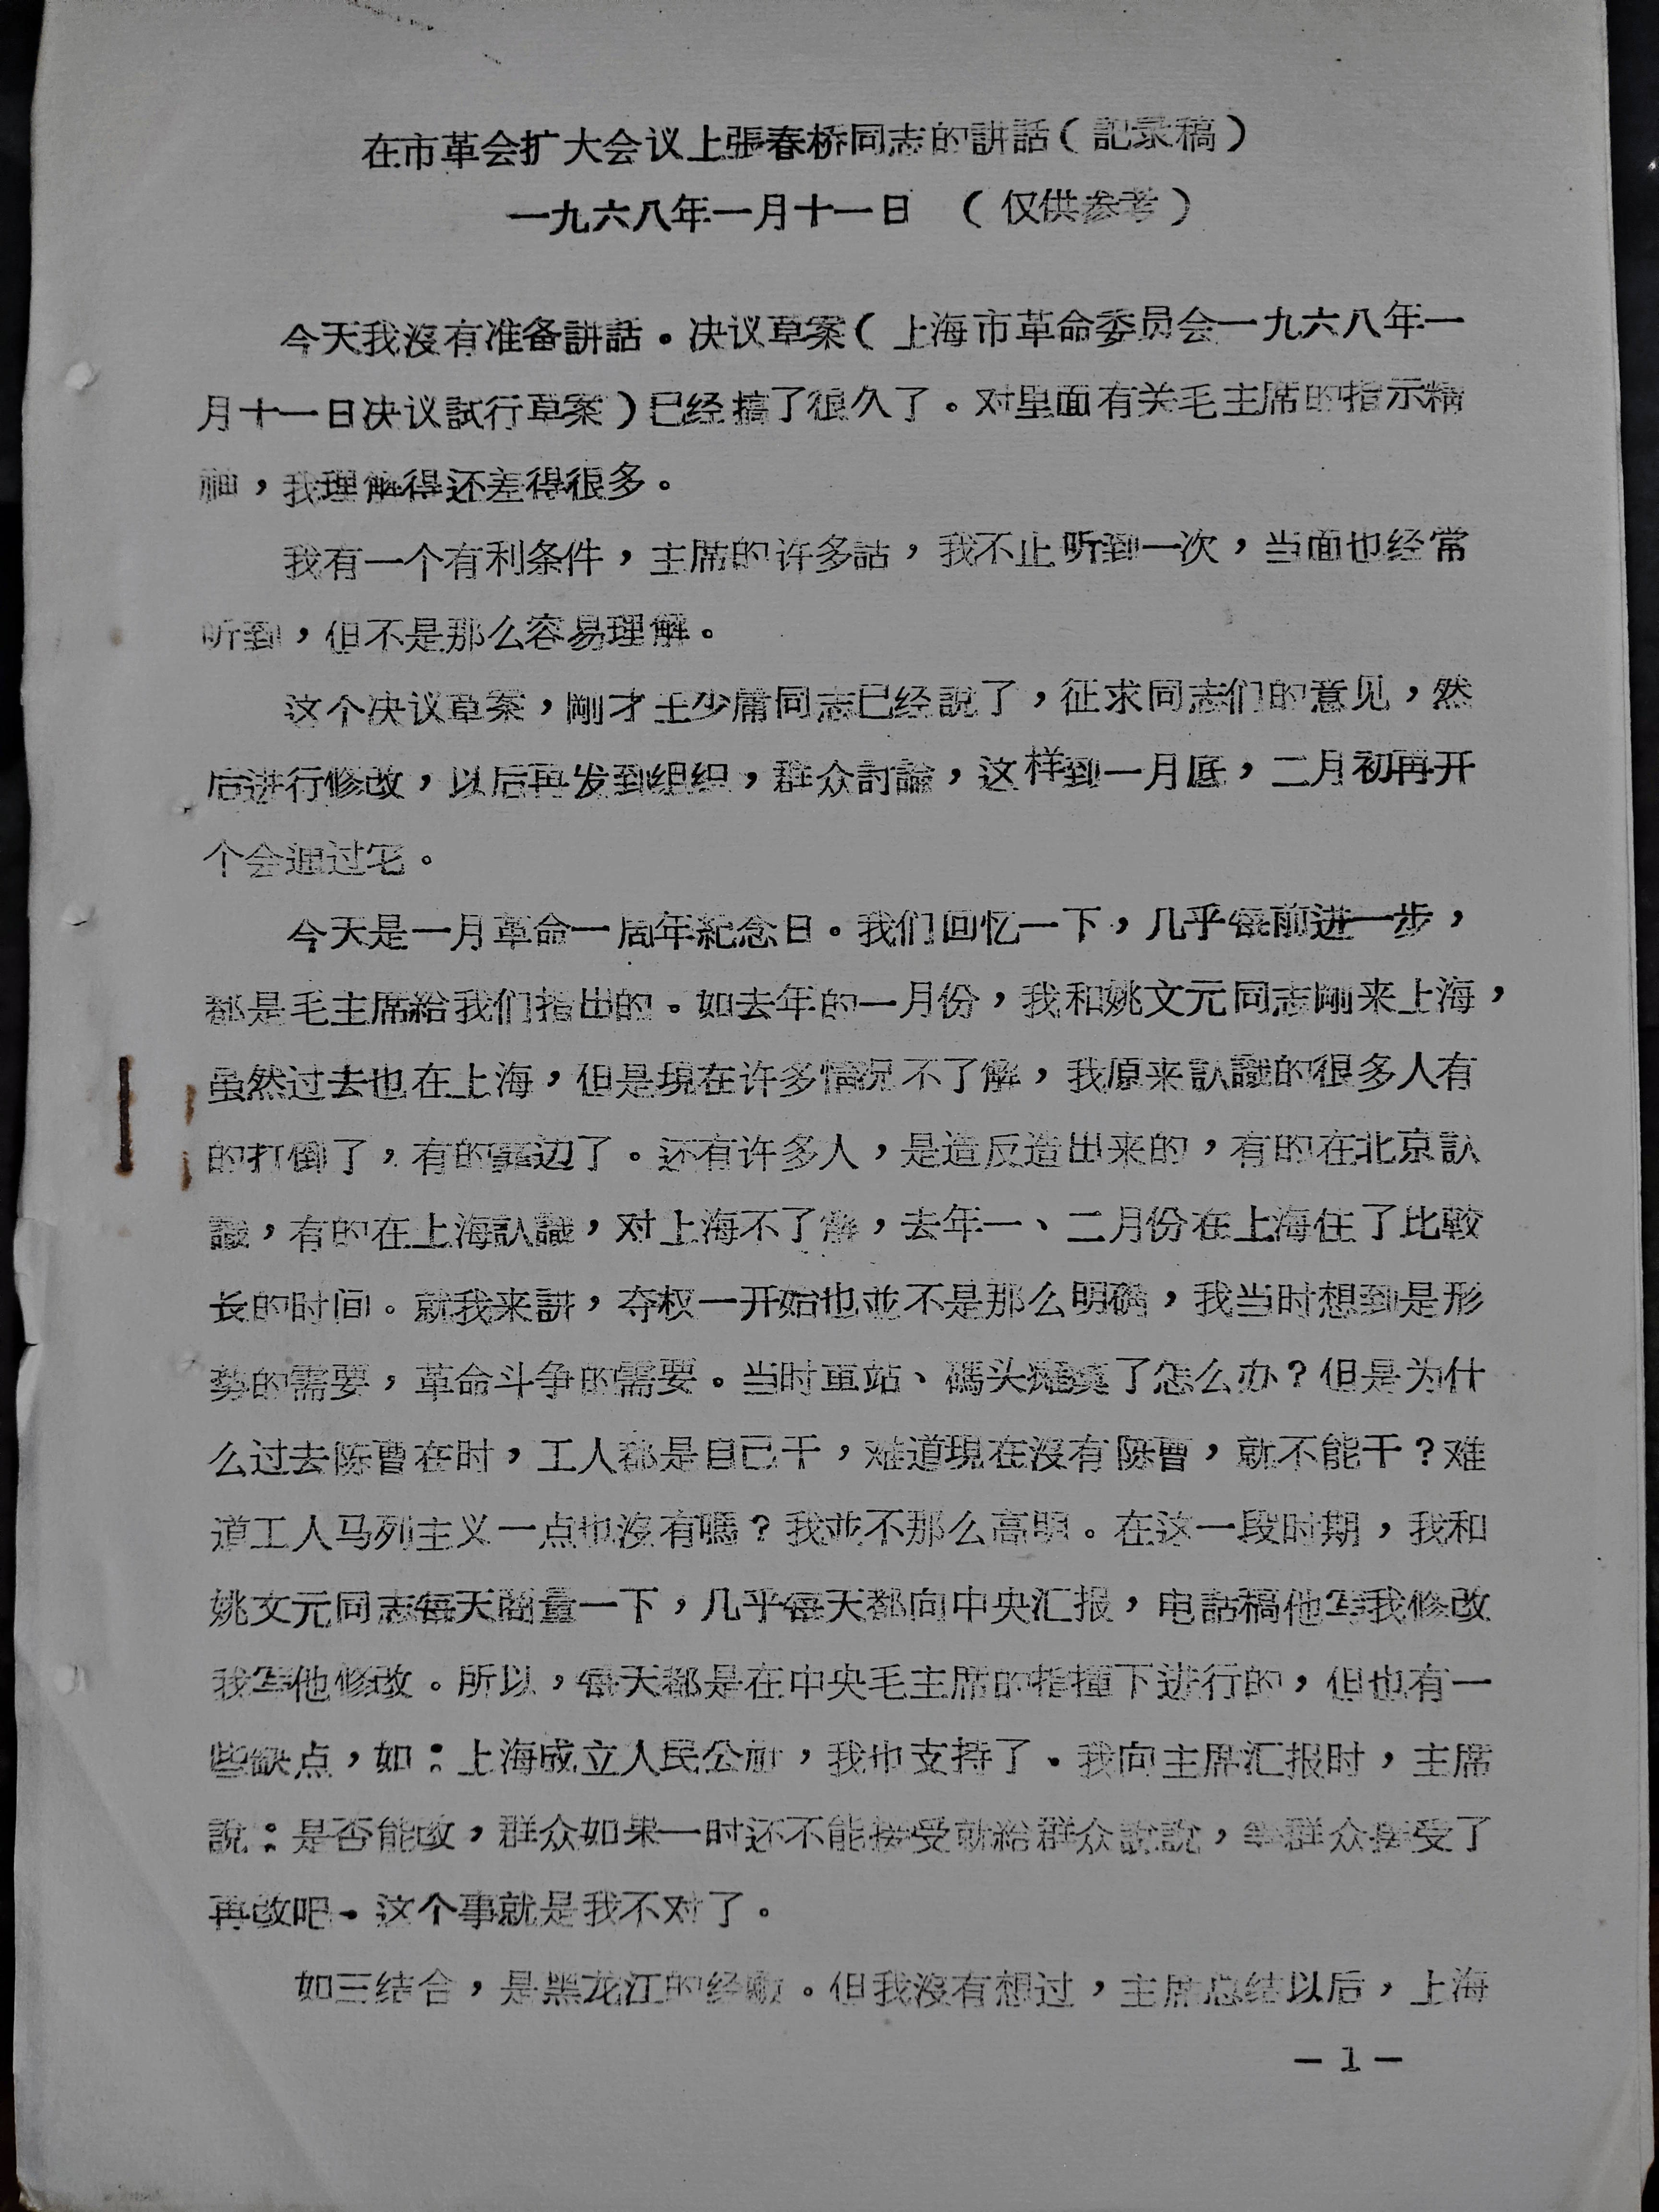 在市革会扩大会议上張春桥同志的講話（記录稿）
一九六八年一月十一日　（仅供参考）
今天我沒有准备講話。决议草案（上海市革命委员会一九六八年一
月十一日决议試行草案）已经搞了很久了。对里面有关毛主席的指示精
神，我理解得还差得很多。
我有一个有利条件，主席的许多話，我不止听到一次，当面也经常
听到，但不是那么容易理解。
这个决议草案，剛才王少庸同志已经說了，征求同志们的意见，然
后进行修改，以后再发到组织，群众討論，这样到一月底，二月初再开
个会通过它。
今天是一月革命一周年紀念日。我们回忆一下，几乎每前进一步，
都是毛主席給我们指出的。如去年的一月份，我和姚文元同志剛来上海，
虽然过去也在上海，但是現在许多情况不了解，我原来認識的很多人有
的打倒了，有的靠边了。还有许多人，是造反造出来的，有的在北京認
識，有的在上海認識，对上海不了解，去年一、二月份在上海住了比較
长的时间。就我来講，夺权一开始也並不是那么明确，我当时想到是形
势的需要，革命斗争的需要。当时車站、碼头瘫瘓了怎么办？但是为什
么过去陈曹在时，工人都是自己干，难道現在沒有陈曹，就不能干？难
道工人马列主义一点也沒有嗎？我並不那么高明。在这一段时期，我和
姚文元同志每天商量一下，几乎每天都向中央汇报，电話稿他写我修改
我写他修改。所以，每天都是在中央毛主席的指揮下进行的，但也有一
些缺点，如：上海成立人民公社，我也支持了。我向主席汇报时，主席
說：是否能改，群众如果一时还不能接受就給群众說說，等群众接受了
再改吧。这个事就是我不对了。
如三结合，是黑龙江的经驗。但我沒有想过，主席总结以后，上海
—1—